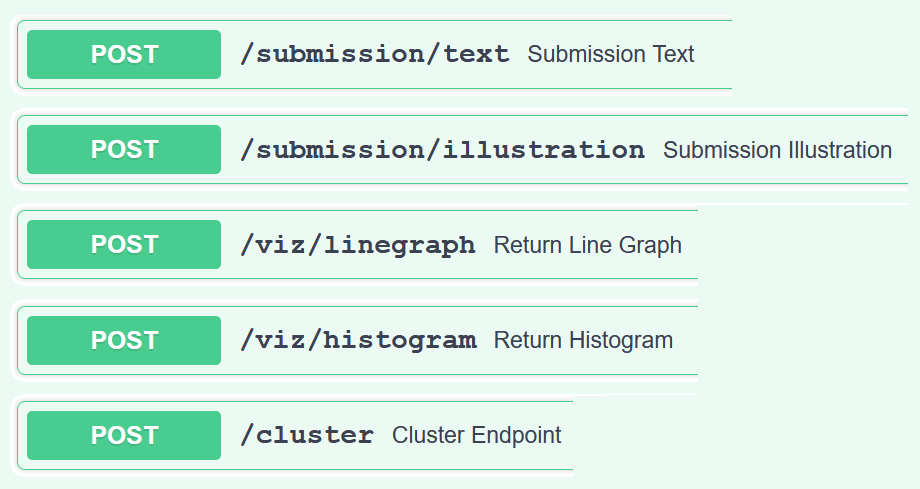 POST /submission/text Submission Text
POST /submission/illustration Submission Illustration
POST /viz/linegraph Return Line Graph
POST /viz/histogram Return Histogram
POST /cluster Cluster Endpoint